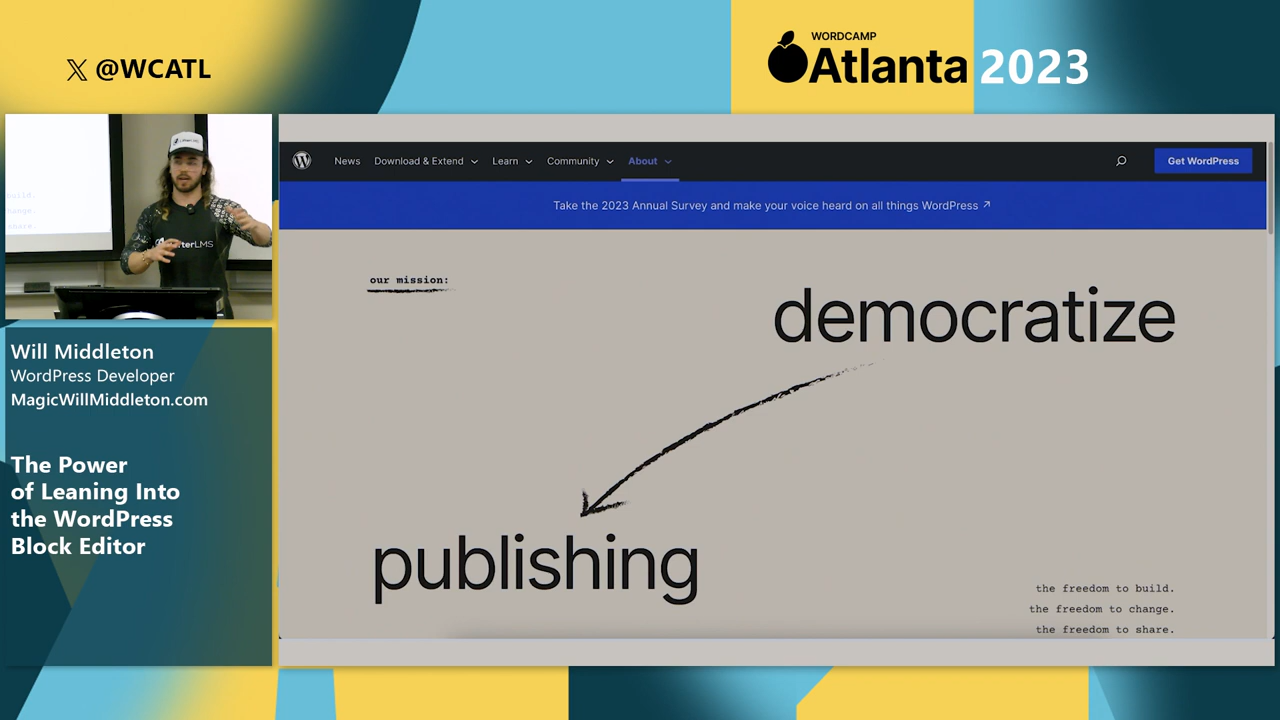 𝕏 @WCATL
WORDCAMP
Atlanta 2023
Will Middleton
WordPress Developer
MagicWillMiddleton.com
The Power
of Leaning Into
the WordPress
Block Editor
News Download & Extend Learn Community About Get WordPress
Take the 2023 Annual Survey and make your voice heard on all things WordPress ↗
our mission:
democratize
publishing
the freedom to build.
the freedom to change.
the freedom to share.